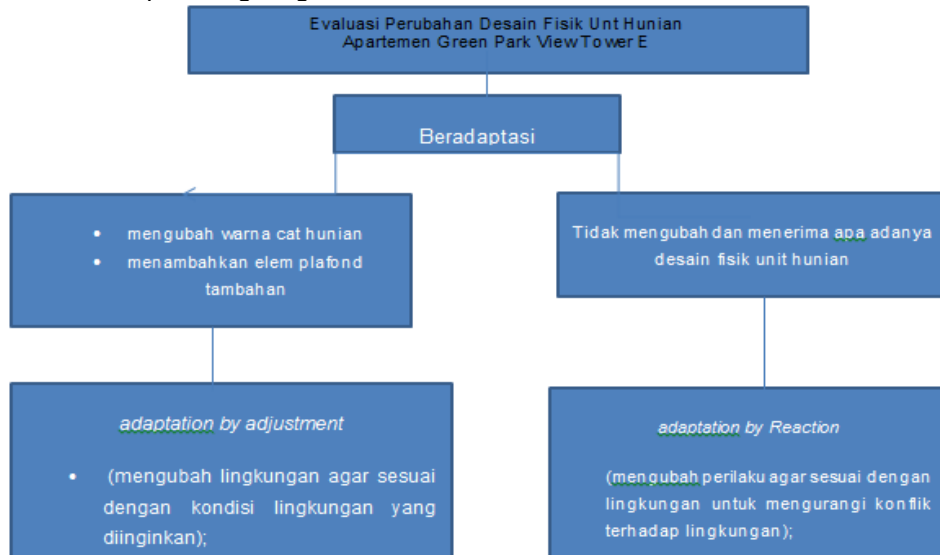 Evaluasi Perubahan Desain Fisik Unt Hunian
Apartemen Green Park View Tower E
Beradaptasi
• mengubah warna cat hunian
• menambahkan elem plafond
tambahan
Tidak mengubah dan menerima apa adanya
desain fisik unit hunian
adaptation by adjustment
• (mengubah lingkungan agar sesuai
dengan kondisi lingkungan yang
diinginkan);
adaptation by Reaction
(mengubah perilaku agar sesuai dengan
lingkungan untuk mengurangi konflik
terhadap lingkungan);